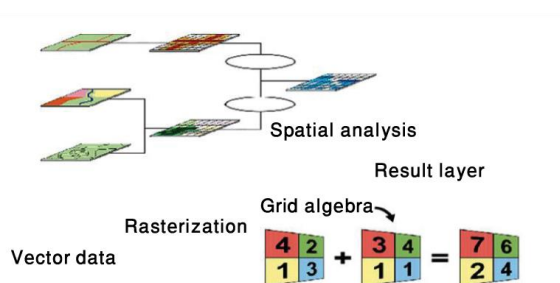 Spatial analysis
Result layer
Grid algebra
Rasterization
Vector data
4 2 3 4 7 6
+ =
1 3 1 1 2 4